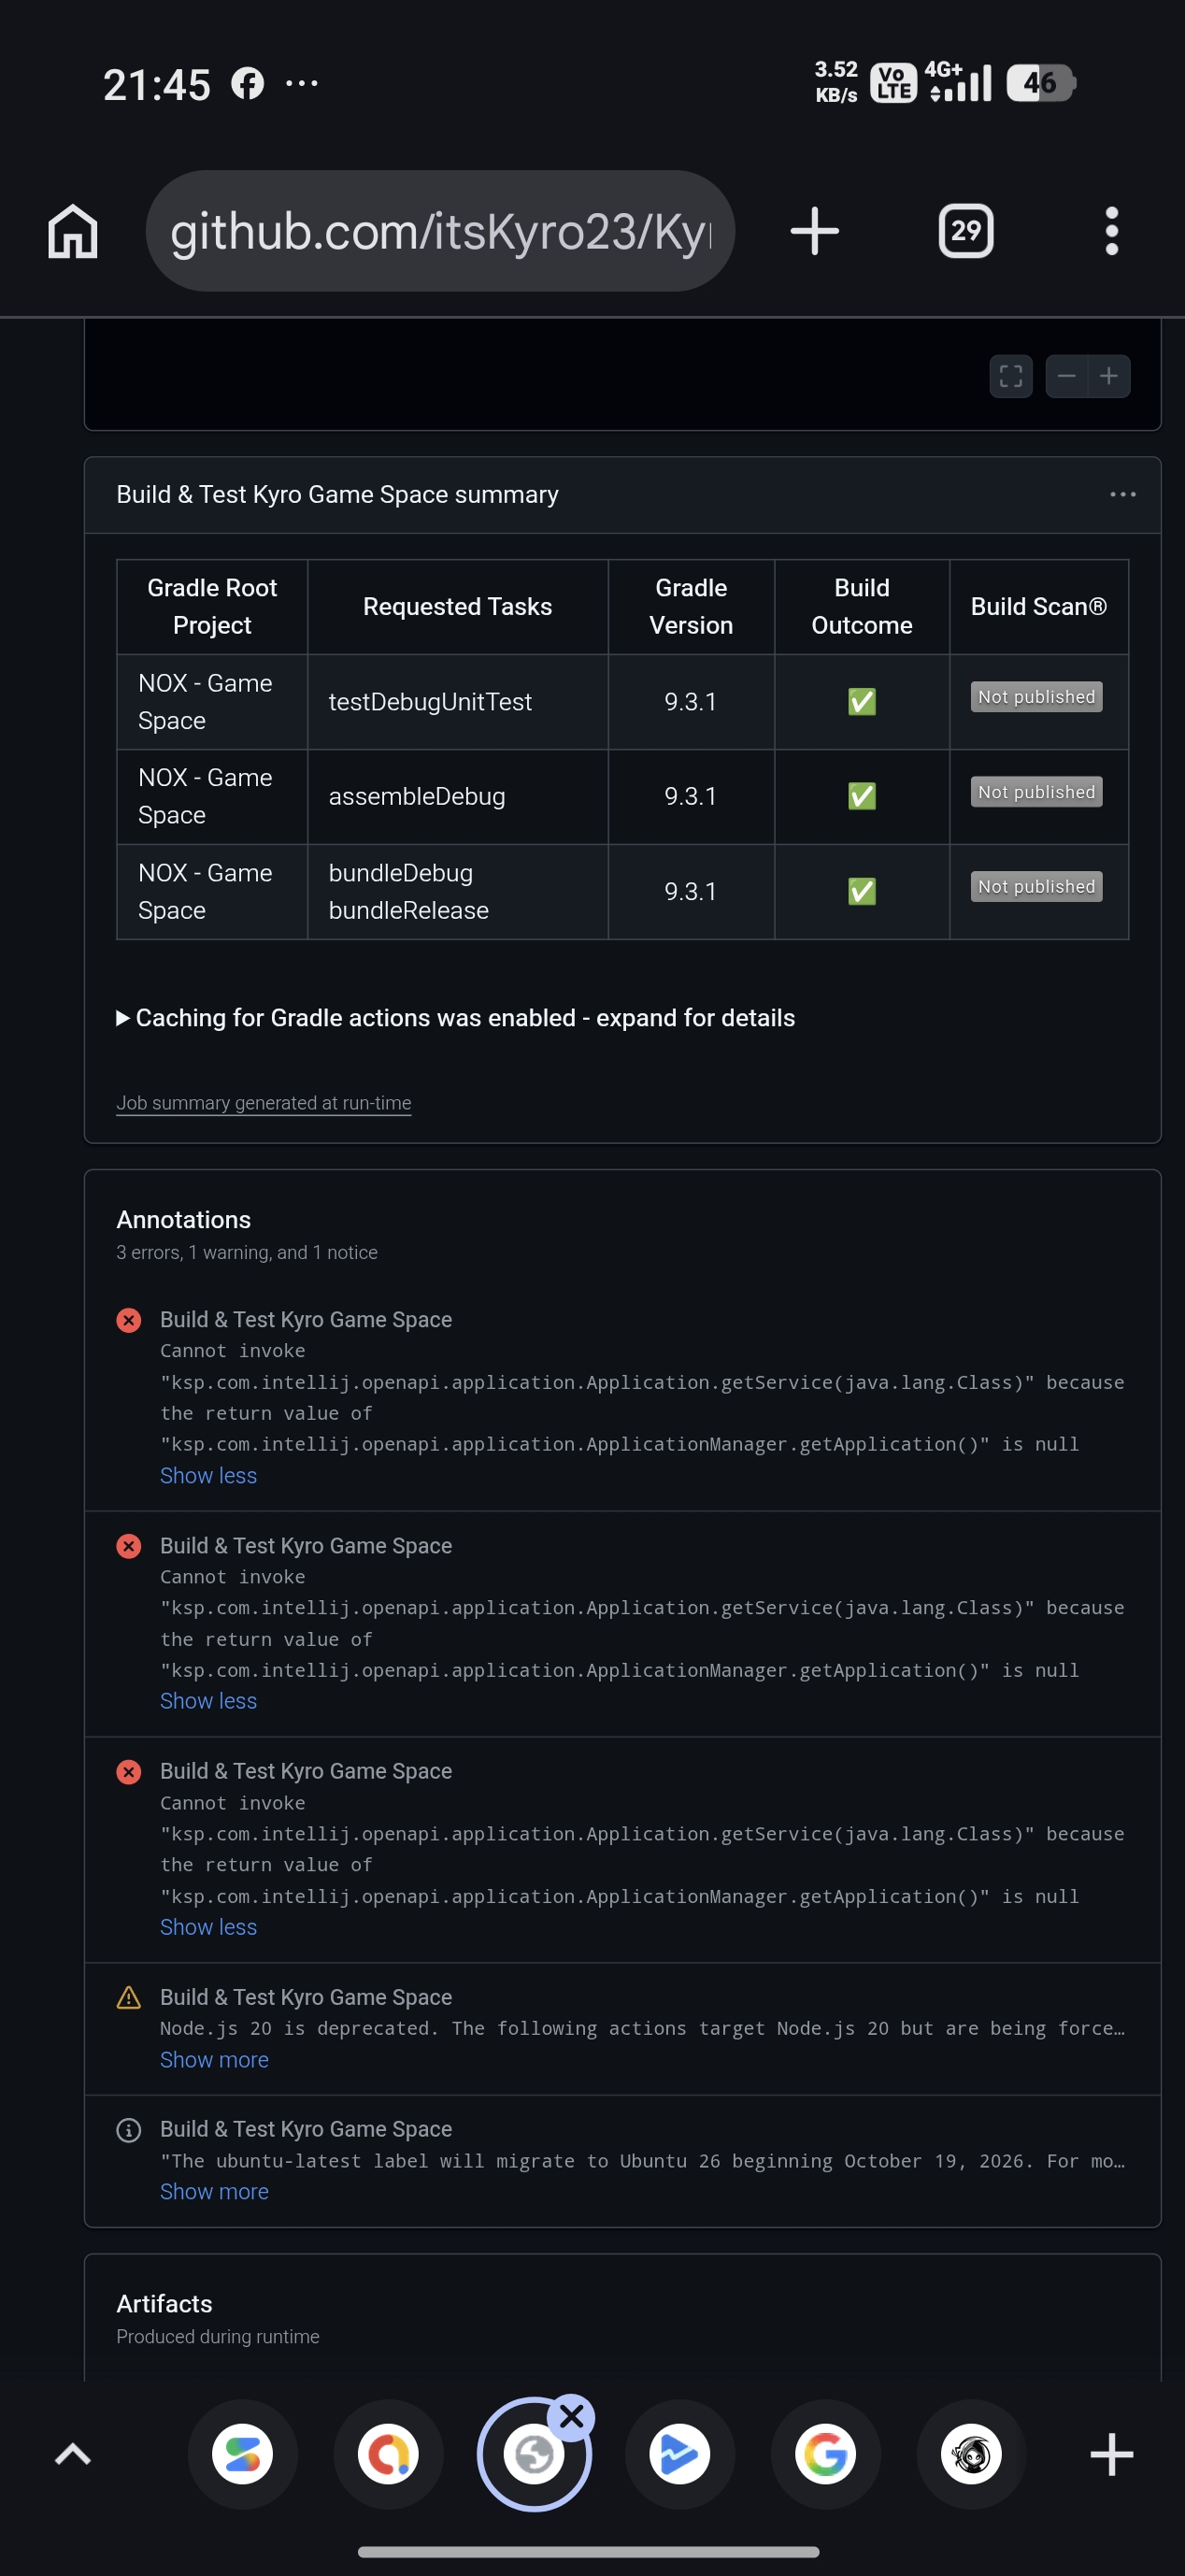 21:45
3.52
KB/s
Vo
LTE
4G+
46
github.com/itsKyro23/Ky
29
Build & Test Kyro Game Space summary
Gradle Root Project
Requested Tasks
Gradle Version
Build Outcome
Build Scan®
NOX - Game Space
testDebugUnitTest
9.3.1
✅
Not published
NOX - Game Space
assembleDebug
9.3.1
✅
Not published
NOX - Game Space
bundleDebug
bundleRelease
9.3.1
✅
Not published
Caching for Gradle actions was enabled - expand for details
Job summary generated at run-time
Annotations
3 errors, 1 warning, and 1 notice
Build & Test Kyro Game Space
Cannot invoke
"ksp.com.intellij.openapi.application.Application.getService(java.lang.Class)" because
the return value of
"ksp.com.intellij.openapi.application.ApplicationManager.getApplication()" is null
Show less
Build & Test Kyro Game Space
Cannot invoke
"ksp.com.intellij.openapi.application.Application.getService(java.lang.Class)" because
the return value of
"ksp.com.intellij.openapi.application.ApplicationManager.getApplication()" is null
Show less
Build & Test Kyro Game Space
Cannot invoke
"ksp.com.intellij.openapi.application.Application.getService(java.lang.Class)" because
the return value of
"ksp.com.intellij.openapi.application.ApplicationManager.getApplication()" is null
Show less
Build & Test Kyro Game Space
Node.js 20 is deprecated. The following actions target Node.js 20 but are being force…
Show more
Build & Test Kyro Game Space
"The ubuntu-latest label will migrate to Ubuntu 26 beginning October 19, 2026. For mo…
Show more
Artifacts
Produced during runtime